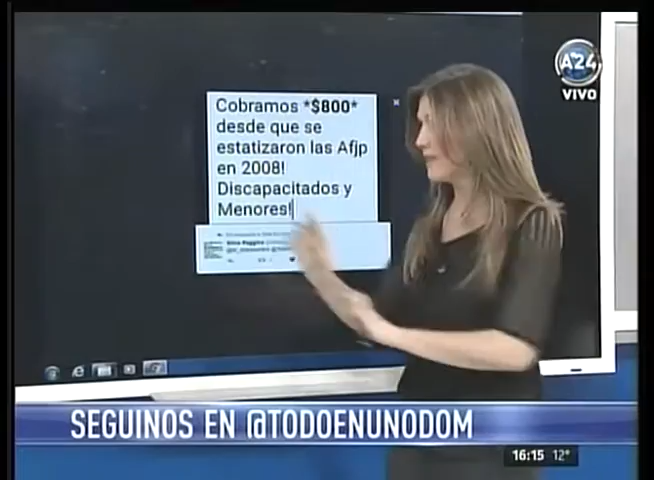 A24
VIVO
Cobramos *$800*
desde que se
estatizaron las Afjp
en 2008!
Discapacitados y
Menores!
SEGUINOS EN @TODOENUNODOM
16:15 12°